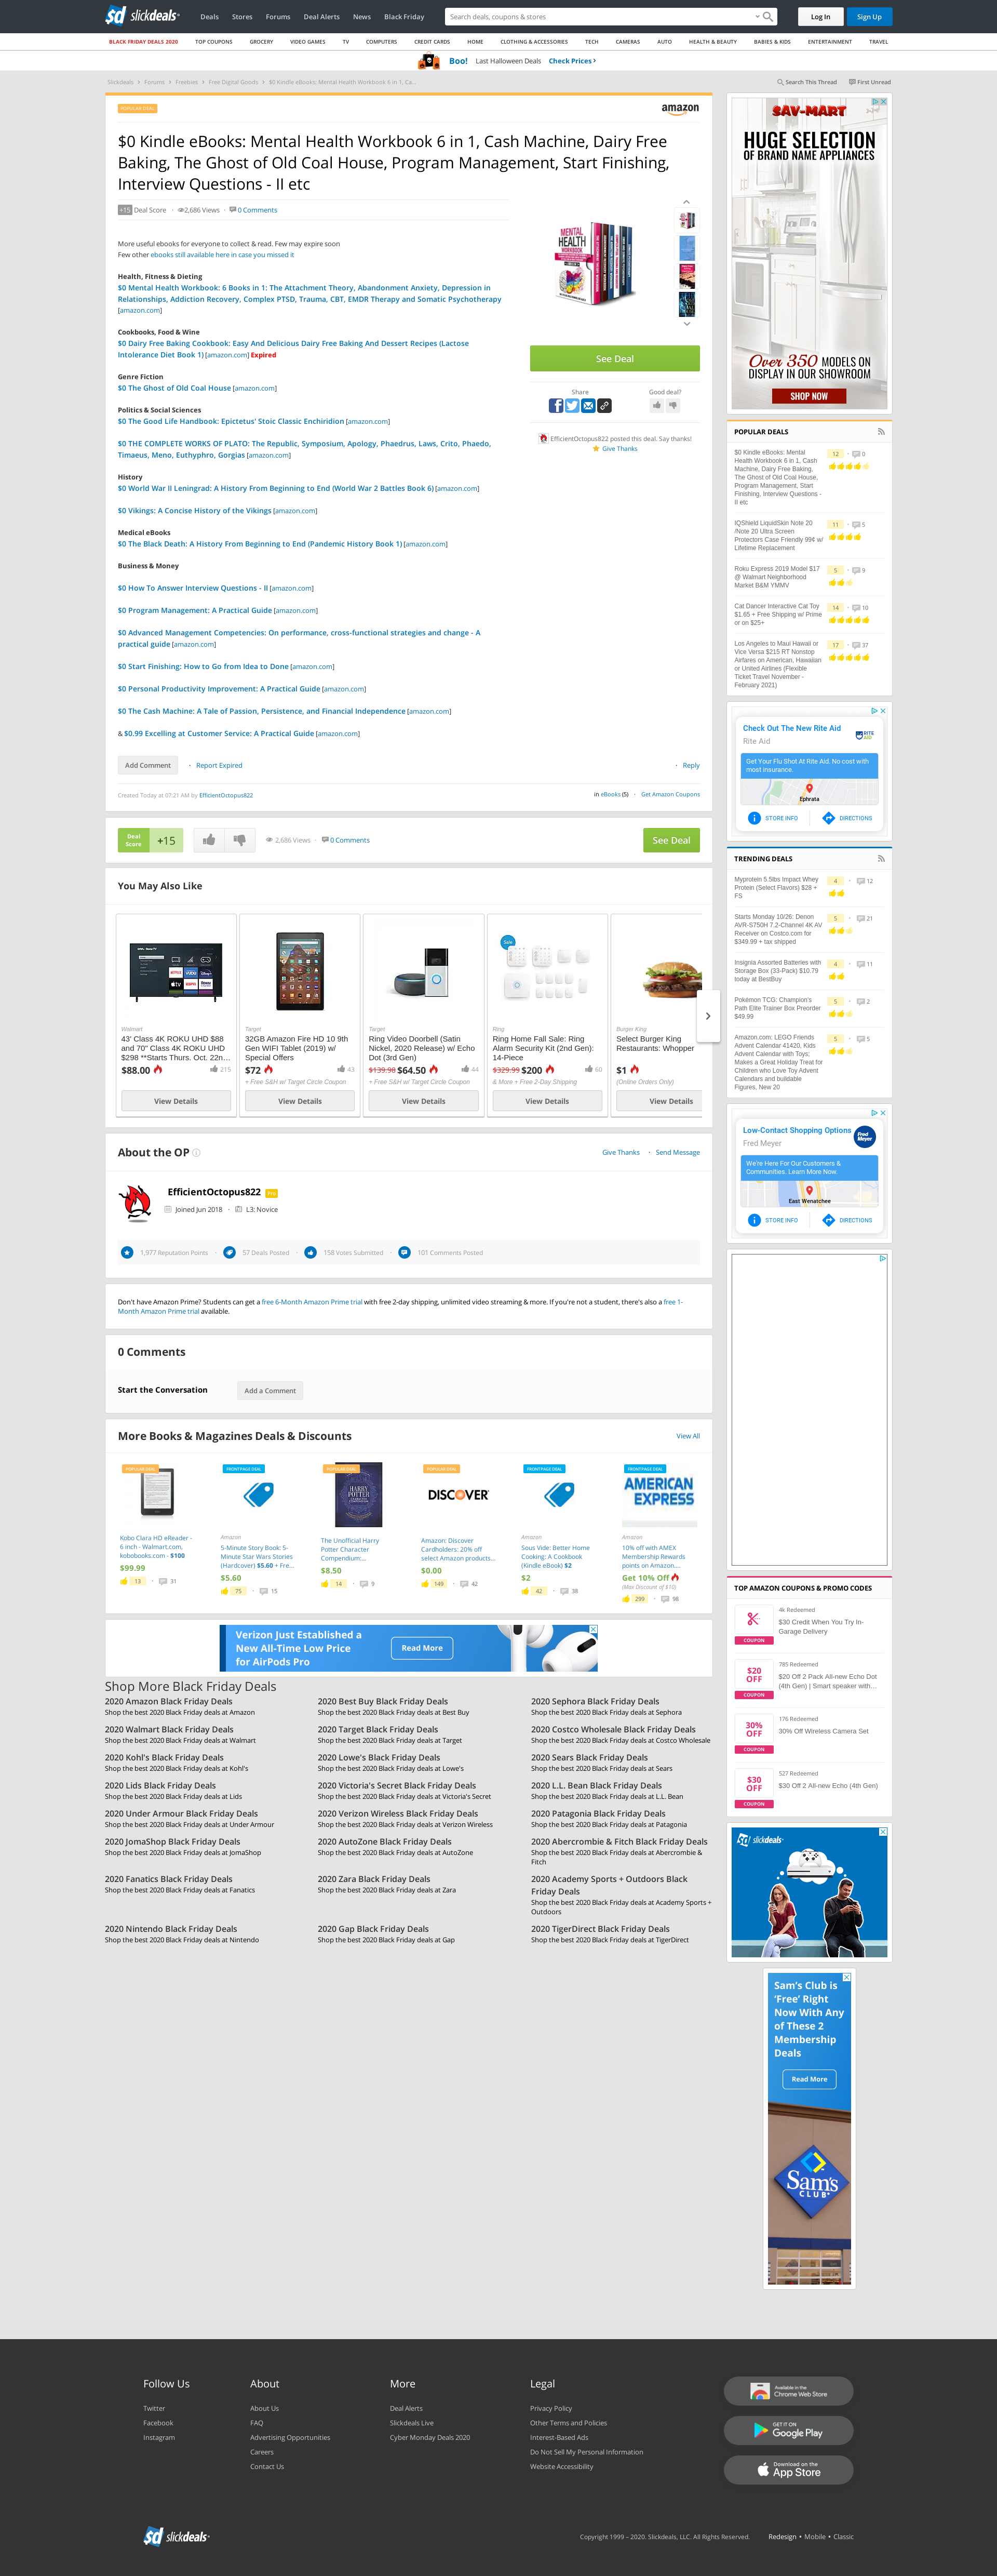 slickdeals
Deals Stores Forums Deal Alerts News Black Friday
Search deals, coupons & stores
Log In Sign Up
BLACK FRIDAY DEALS 2020 TOP COUPONS GROCERY VIDEO GAMES TV COMPUTERS CREDIT CARDS HOME CLOTHING & ACCESSORIES TECH CAMERAS AUTO HEALTH & BEAUTY BABIES & KIDS ENTERTAINMENT TRAVEL
Boo! Last Halloween Deals Check Prices
Slickdeals Forums Freebies Free Digital Goods $0 Kindle eBooks: Mental Health Workbook 6 in 1, Ca...
Search This Thread First Unread
POPULAR DEAL
amazon
$0 Kindle eBooks: Mental Health Workbook 6 in 1, Cash Machine, Dairy Free
Baking, The Ghost of Old Coal House, Program Management, Start Finishing,
Interview Questions - II etc
+15 Deal Score 2,686 Views 0 Comments
More useful ebooks for everyone to collect & read. Few may expire soon
Few other ebooks still available here in case you missed it
Health, Fitness & Dieting
$0 Mental Health Workbook: 6 Books in 1: The Attachment Theory, Abandonment Anxiety, Depression in
Relationships, Addiction Recovery, Complex PTSD, Trauma, CBT, EMDR Therapy and Somatic Psychotherapy
[amazon.com]
Cookbooks, Food & Wine
$0 Dairy Free Baking Cookbook: Easy And Delicious Dairy Free Baking And Dessert Recipes (Lactose
Intolerance Diet Book 1) [amazon.com] Expired
Genre Fiction
$0 The Ghost of Old Coal House [amazon.com]
Politics & Social Sciences
$0 The Good Life Handbook: Epictetus' Stoic Classic Enchiridion [amazon.com]
$0 THE COMPLETE WORKS OF PLATO: The Republic, Symposium, Apology, Phaedrus, Laws, Crito, Phaedo,
Timaeus, Meno, Euthyphro, Gorgias [amazon.com]
History
$0 World War II Leningrad: A History From Beginning to End (World War 2 Battles Book 6) [amazon.com]
$0 Vikings: A Concise History of the Vikings [amazon.com]
Medical eBooks
$0 The Black Death: A History From Beginning to End (Pandemic History Book 1) [amazon.com]
Business & Money
$0 How To Answer Interview Questions - II [amazon.com]
$0 Program Management: A Practical Guide [amazon.com]
$0 Advanced Management Competencies: On performance, cross-functional strategies and change - A
practical guide [amazon.com]
$0 Start Finishing: How to Go from Idea to Done [amazon.com]
$0 Personal Productivity Improvement: A Practical Guide [amazon.com]
$0 The Cash Machine: A Tale of Passion, Persistence, and Financial Independence [amazon.com]
& $0.99 Excelling at Customer Service: A Practical Guide [amazon.com]
MENTAL
HEALTH
WORKBOOK
See Deal
Share
Good deal?
EfficientOctopus822 posted this deal. Say thanks!
Give Thanks
Add Comment Report Expired Reply
Created Today at 07:21 AM by EfficientOctopus822
in eBooks (5) Get Amazon Coupons
Deal
Score
+15
2,686 Views 0 Comments
See Deal
You May Also Like
Walmart
43' Class 4K ROKU UHD $88
and 70" Class 4K ROKU UHD
$298 **Starts Thurs. Oct. 22n...
$88.00 215
View Details
Target
32GB Amazon Fire HD 10 9th
Gen WIFI Tablet (2019) w/
Special Offers
$72 43
+ Free S&H w/ Target Circle Coupon
View Details
Target
Ring Video Doorbell (Satin
Nickel, 2020 Release) w/ Echo
Dot (3rd Gen)
$139.98 $64.50 44
+ Free S&H w/ Target Circle Coupon
View Details
Sale
Ring
Ring Home Fall Sale: Ring
Alarm Security Kit (2nd Gen):
14-Piece
$329.99 $200 60
& More + Free 2-Day Shipping
View Details
Burger King
Select Burger King
Restaurants: Whopper
$1
(Online Orders Only)
View Details
About the OP
Give Thanks Send Message
EfficientOctopus822 Pro
Joined Jun 2018 L3: Novice
1,977 Reputation Points 57 Deals Posted 158 Votes Submitted 101 Comments Posted
Don't have Amazon Prime? Students can get a free 6-Month Amazon Prime trial with free 2-day shipping, unlimited video streaming & more. If you're not a student, there's also a free 1-
Month Amazon Prime trial available.
0 Comments
Start the Conversation Add a Comment
More Books & Magazines Deals & Discounts View All
POPULAR DEAL
Kobo Clara HD eReader -
6 inch - Walmart.com,
kobobooks.com - $100
$99.99
13 31
FRONTPAGE DEAL
Amazon
5-Minute Story Book: 5-
Minute Star Wars Stories
(Hardcover) $5.60 + Fre...
$5.60
75 15
POPULAR DEAL
HARRY POTTER
The Unofficial Harry
Potter Character
Compendium:...
$8.50
14 9
POPULAR DEAL
DISCOVER
Amazon: Discover
Cardholders: 20% off
select Amazon products...
$0.00
149 42
FRONTPAGE DEAL
Amazon
Sous Vide: Better Home
Cooking: A Cookbook
(Kindle eBook) $2
$2
42 38
FRONTPAGE DEAL
AMERICAN EXPRESS
Amazon
10% off with AMEX
Membership Rewards
points on Amazon....
Get 10% Off
(Max Discount of $10)
299 98
Verizon Just Established a
New All-Time Low Price
for AirPods Pro
Read More
Shop More Black Friday Deals
2020 Amazon Black Friday Deals
Shop the best 2020 Black Friday deals at Amazon
2020 Best Buy Black Friday Deals
Shop the best 2020 Black Friday deals at Best Buy
2020 Sephora Black Friday Deals
Shop the best 2020 Black Friday deals at Sephora
2020 Walmart Black Friday Deals
Shop the best 2020 Black Friday deals at Walmart
2020 Target Black Friday Deals
Shop the best 2020 Black Friday deals at Target
2020 Costco Wholesale Black Friday Deals
Shop the best 2020 Black Friday deals at Costco Wholesale
2020 Kohl's Black Friday Deals
Shop the best 2020 Black Friday deals at Kohl's
2020 Lowe's Black Friday Deals
Shop the best 2020 Black Friday deals at Lowe's
2020 Sears Black Friday Deals
Shop the best 2020 Black Friday deals at Sears
2020 Lids Black Friday Deals
Shop the best 2020 Black Friday deals at Lids
2020 Victoria's Secret Black Friday Deals
Shop the best 2020 Black Friday deals at Victoria's Secret
2020 L.L. Bean Black Friday Deals
Shop the best 2020 Black Friday deals at L.L. Bean
2020 Under Armour Black Friday Deals
Shop the best 2020 Black Friday deals at Under Armour
2020 Verizon Wireless Black Friday Deals
Shop the best 2020 Black Friday deals at Verizon Wireless
2020 Patagonia Black Friday Deals
Shop the best 2020 Black Friday deals at Patagonia
2020 JomaShop Black Friday Deals
Shop the best 2020 Black Friday deals at JomaShop
2020 AutoZone Black Friday Deals
Shop the best 2020 Black Friday deals at AutoZone
2020 Abercrombie & Fitch Black Friday Deals
Shop the best 2020 Black Friday deals at Abercrombie &
Fitch
2020 Fanatics Black Friday Deals
Shop the best 2020 Black Friday deals at Fanatics
2020 Zara Black Friday Deals
Shop the best 2020 Black Friday deals at Zara
2020 Academy Sports + Outdoors Black
Friday Deals
Shop the best 2020 Black Friday deals at Academy Sports +
Outdoors
2020 Nintendo Black Friday Deals
Shop the best 2020 Black Friday deals at Nintendo
2020 Gap Black Friday Deals
Shop the best 2020 Black Friday deals at Gap
2020 TigerDirect Black Friday Deals
Shop the best 2020 Black Friday deals at TigerDirect
SAV-MART
HUGE SELECTION
OF BRAND NAME APPLIANCES
Over 350 MODELS ON
DISPLAY IN OUR SHOWROOM
SHOP NOW
POPULAR DEALS
$0 Kindle eBooks: Mental
Health Workbook 6 in 1, Cash
Machine, Dairy Free Baking,
The Ghost of Old Coal House,
Program Management, Start
Finishing, Interview Questions -
II etc
12 0
IQShield LiquidSkin Note 20
/Note 20 Ultra Screen
Protectors Case Friendly 99¢ w/
Lifetime Replacement
11 5
Roku Express 2019 Model $17
@ Walmart Neighborhood
Market B&M YMMV
5 9
Cat Dancer Interactive Cat Toy
$1.65 + Free Shipping w/ Prime
or on $25+
14 10
Los Angeles to Maui Hawaii or
Vice Versa $215 RT Nonstop
Airfares on American, Hawaiian
or United Airlines (Flexible
Ticket Travel November -
February 2021)
17 37
Check Out The New Rite Aid
Rite Aid
RITE AID
Get Your Flu Shot At Rite Aid. No cost with
most insurance.
Ephrata
STORE INFO DIRECTIONS
TRENDING DEALS
Myprotein 5.5lbs Impact Whey
Protein (Select Flavors) $28 +
FS
4 12
Starts Monday 10/26: Denon
AVR-S750H 7.2-Channel 4K AV
Receiver on Costco.com for
$349.99 + tax shipped
5 21
Insignia Assorted Batteries with
Storage Box (33-Pack) $10.79
today at BestBuy
4 11
Pokémon TCG: Champion's
Path Elite Trainer Box Preorder
$49.99
5 2
Amazon.com: LEGO Friends
Advent Calendar 41420, Kids
Advent Calendar with Toys;
Makes a Great Holiday Treat for
Children who Love Toy Advent
Calendars and buildable
Figures, New 20
5 5
Low-Contact Shopping Options
Fred Meyer
Fred Meyer
We're Here For Our Customers &
Communities. Learn More Now.
East Wenatchee
STORE INFO DIRECTIONS
TOP AMAZON COUPONS & PROMO CODES
COUPON
4k Redeemed
$30 Credit When You Try In-
Garage Delivery
$20
OFF
COUPON
785 Redeemed
$20 Off 2 Pack All-new Echo Dot
(4th Gen) | Smart speaker with...
30%
OFF
COUPON
176 Redeemed
30% Off Wireless Camera Set
$30
OFF
COUPON
527 Redeemed
$30 Off 2 All-new Echo (4th Gen)
slickdeals
Sam's Club is
'Free' Right
Now With Any
of These 2
Membership
Deals
Read More
Sam's
CLUB
Follow Us
Twitter
Facebook
Instagram
About
About Us
FAQ
Advertising Opportunities
Careers
Contact Us
More
Deal Alerts
Slickdeals Live
Cyber Monday Deals 2020
Legal
Privacy Policy
Other Terms and Policies
Interest-Based Ads
Do Not Sell My Personal Information
Website Accessibility
Available in the
Chrome Web Store
GET IT ON
Google Play
Download on the
App Store
slickdeals
Copyright 1999 – 2020. Slickdeals, LLC. All Rights Reserved. Redesign • Mobile • Classic